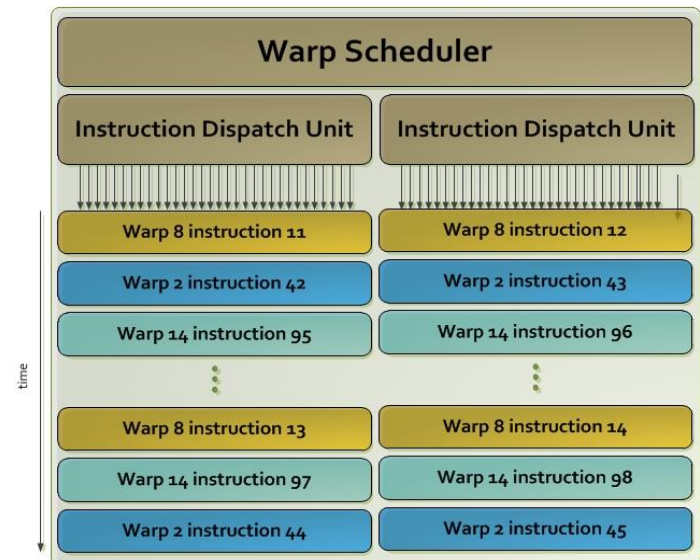 Warp Scheduler
Instruction Dispatch Unit
Instruction Dispatch Unit
Warp 8 instruction 11
Warp 8 instruction 12
Warp 2 instruction 42
Warp 2 instruction 43
Warp 14 instruction 95
Warp 14 instruction 96
time
Warp 8 instruction 13
Warp 8 instruction 14
Warp 14 instruction 97
Warp 14 instruction 98
Warp 2 instruction 44
Warp 2 instruction 45